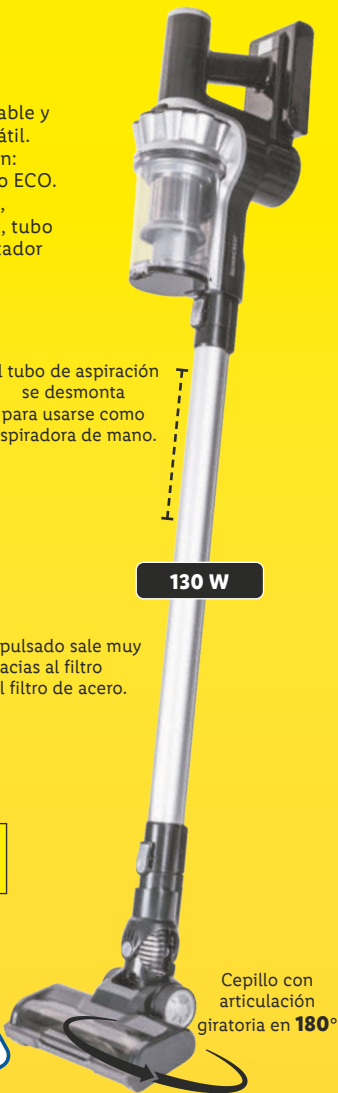 able y
átil.
n:
o ECO.
,
, tubo
tador
l tubo de aspiración
se desmonta
para usarse como
spiradora de mano.
130 W
pulsado sale muy
acias al filtro
l filtro de acero.
Cepillo con
articulación
giratoria en 180°